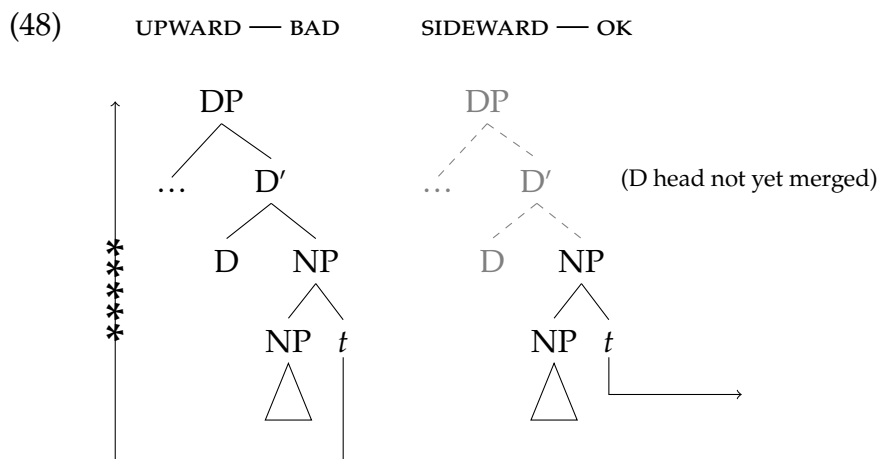 (48) UPWARD — BAD SIDEWARD — OK
DP DP
… D′ … D′ (D head not yet merged)
D NP D NP
*****
NP t NP t